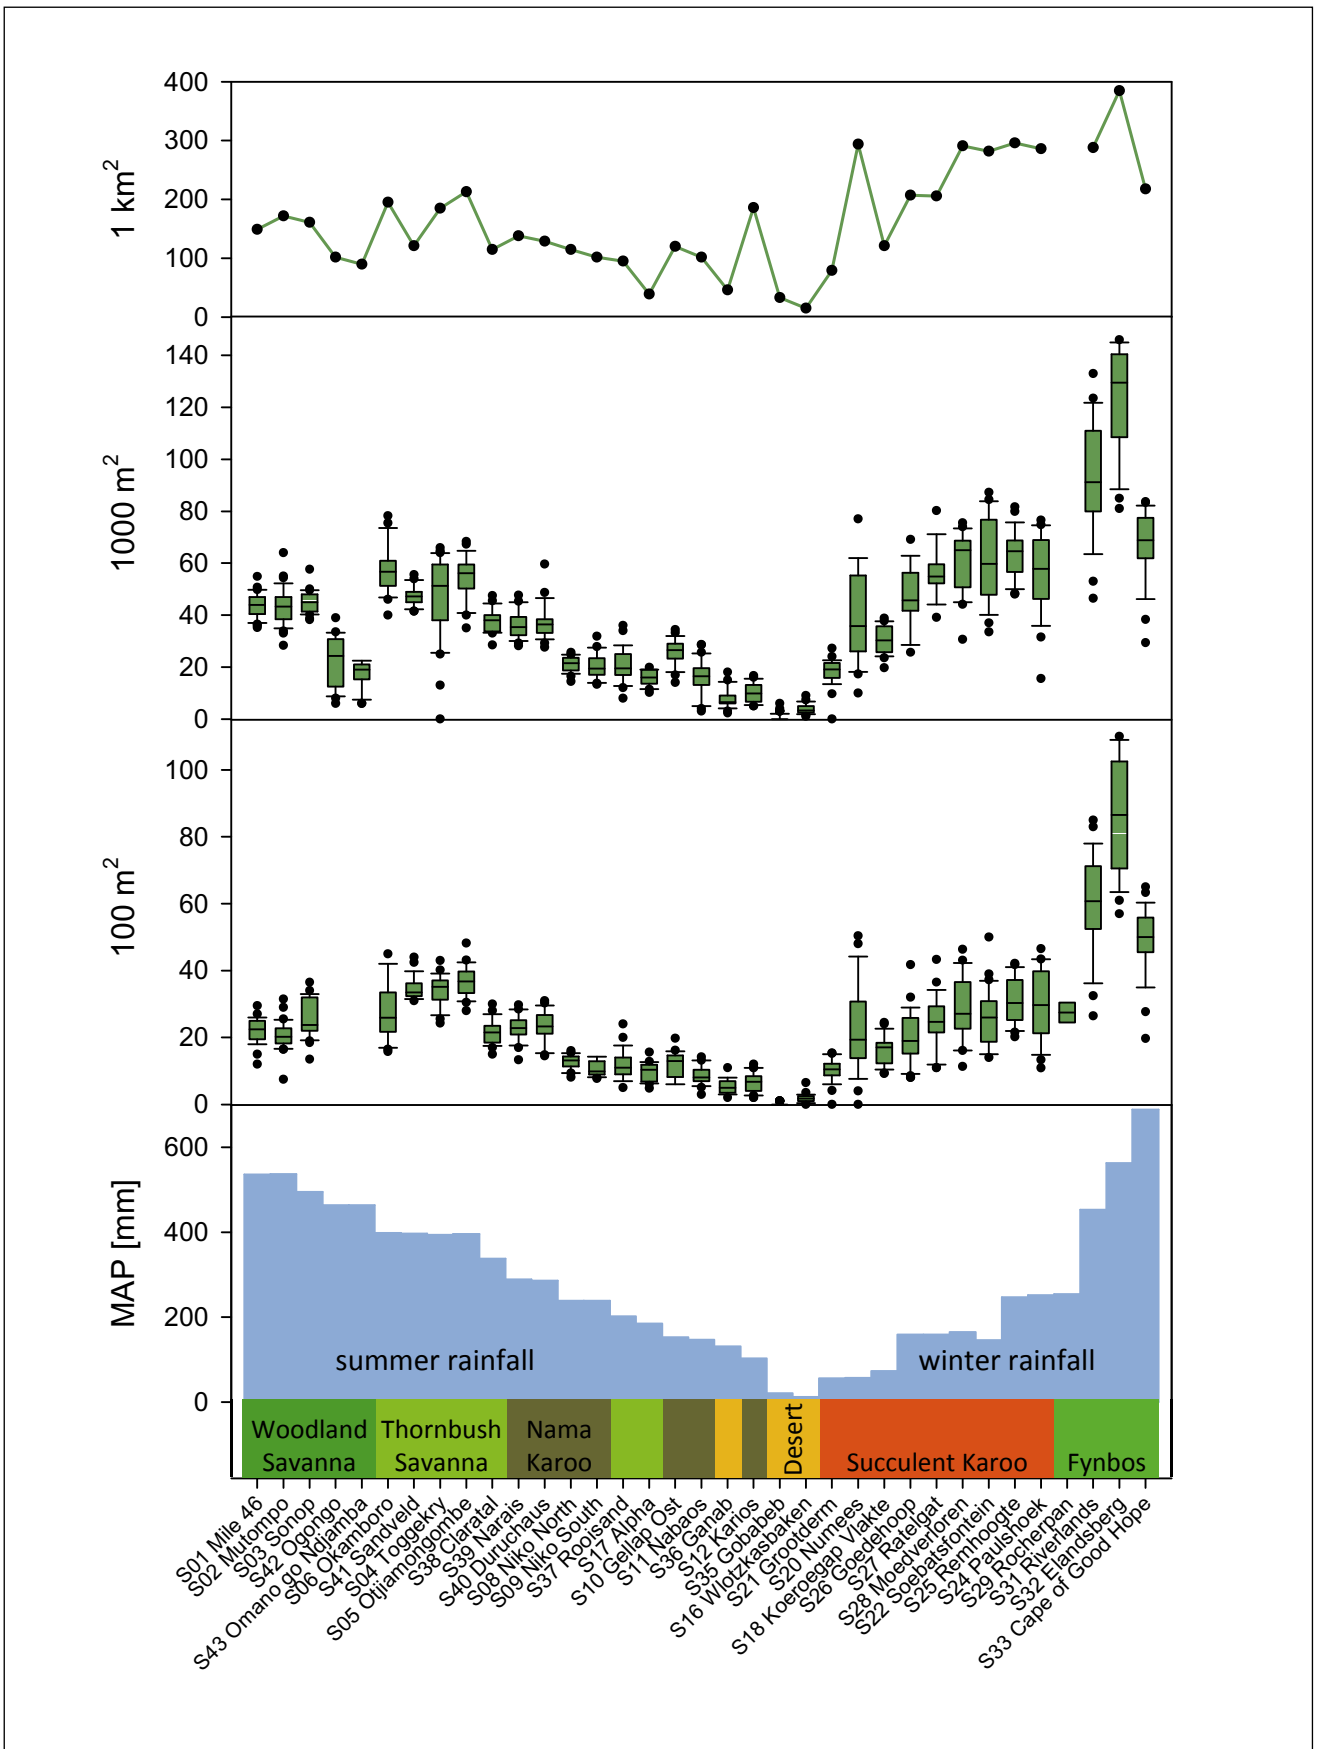 400
300
200
100
0
1 km²
140
120
100
80
60
40
20
0
1000 m²
100
80
60
40
20
0
100 m²
600
400
200
0
MAP [mm]
summer rainfall
winter rainfall
Woodland
Savanna
Thornbush
Savanna
Nama
Karoo
Desert
Succulent Karoo
Fynbos
S01 Mile 46
S02 Mutompo
S03 Sonop
S42 Ogongo
S43 Omano go Ndjamba
S06 Okamboro
S41 Sandveld
S04 Toggekry
S05 Otjiamongombe
S38 Claratal
S39 Narais
S40 Duruchaus
S08 Niko North
S09 Niko South
S37 Rooisand
S17 Alpha
S10 Gellap Ost
S11 Nabaos
S36 Ganab
S12 Karios
S35 Gobabeb
S16 Wlotzkasbaken
S21 Grootderm
S20 Numees
S18 Koeroegap Vlakte
S26 Goedehoop
S27 Ratelgat
S28 Moedverloren
S22 Soebatsfontein
S25 Remhoogte
S24 Paulshoek
S29 Rocherpan
S31 Riverlands
S32 Elandsberg
S33 Cape of Good Hope